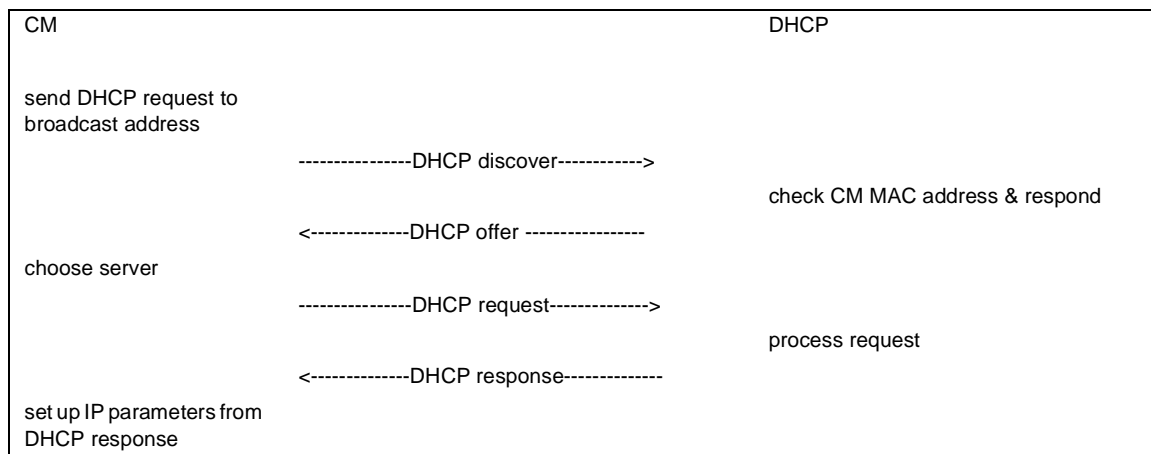 CM DHCP
send DHCP request to
broadcast address
----------------DHCP discover------------>
check CM MAC address & respond
<--------------DHCP offer -----------------
choose server
----------------DHCP request-------------->
process request
<--------------DHCP response--------------
set up IP parameters from
DHCP response